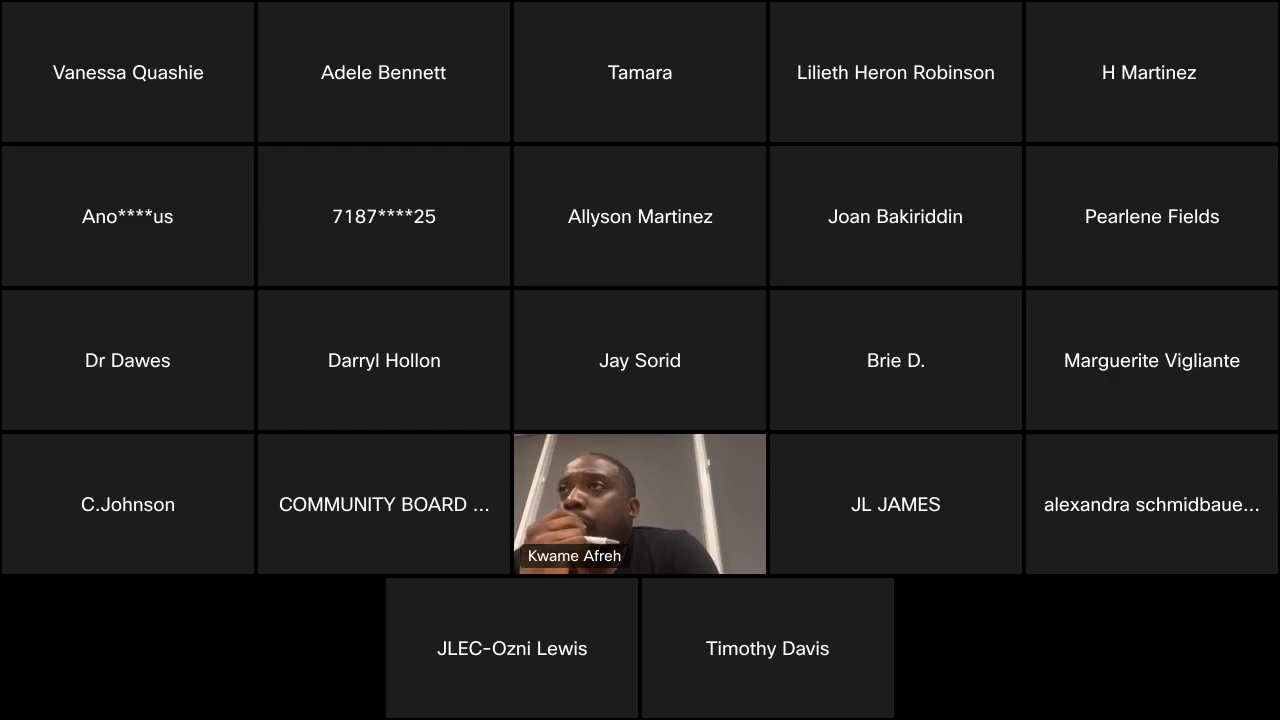 Vanessa Quashie
Adele Bennett
Tamara
Lilieth Heron Robinson
H Martinez
Ano****us
7187****25
Allyson Martinez
Joan Bakiriddin
Pearlene Fields
Dr Dawes
Darryl Hollon
Jay Sorid
Brie D.
Marguerite Vigliante
C.Johnson
COMMUNITY BOARD ...
Kwame Afreh
JL JAMES
alexandra schmidbaue...
JLEC-Ozni Lewis
Timothy Davis